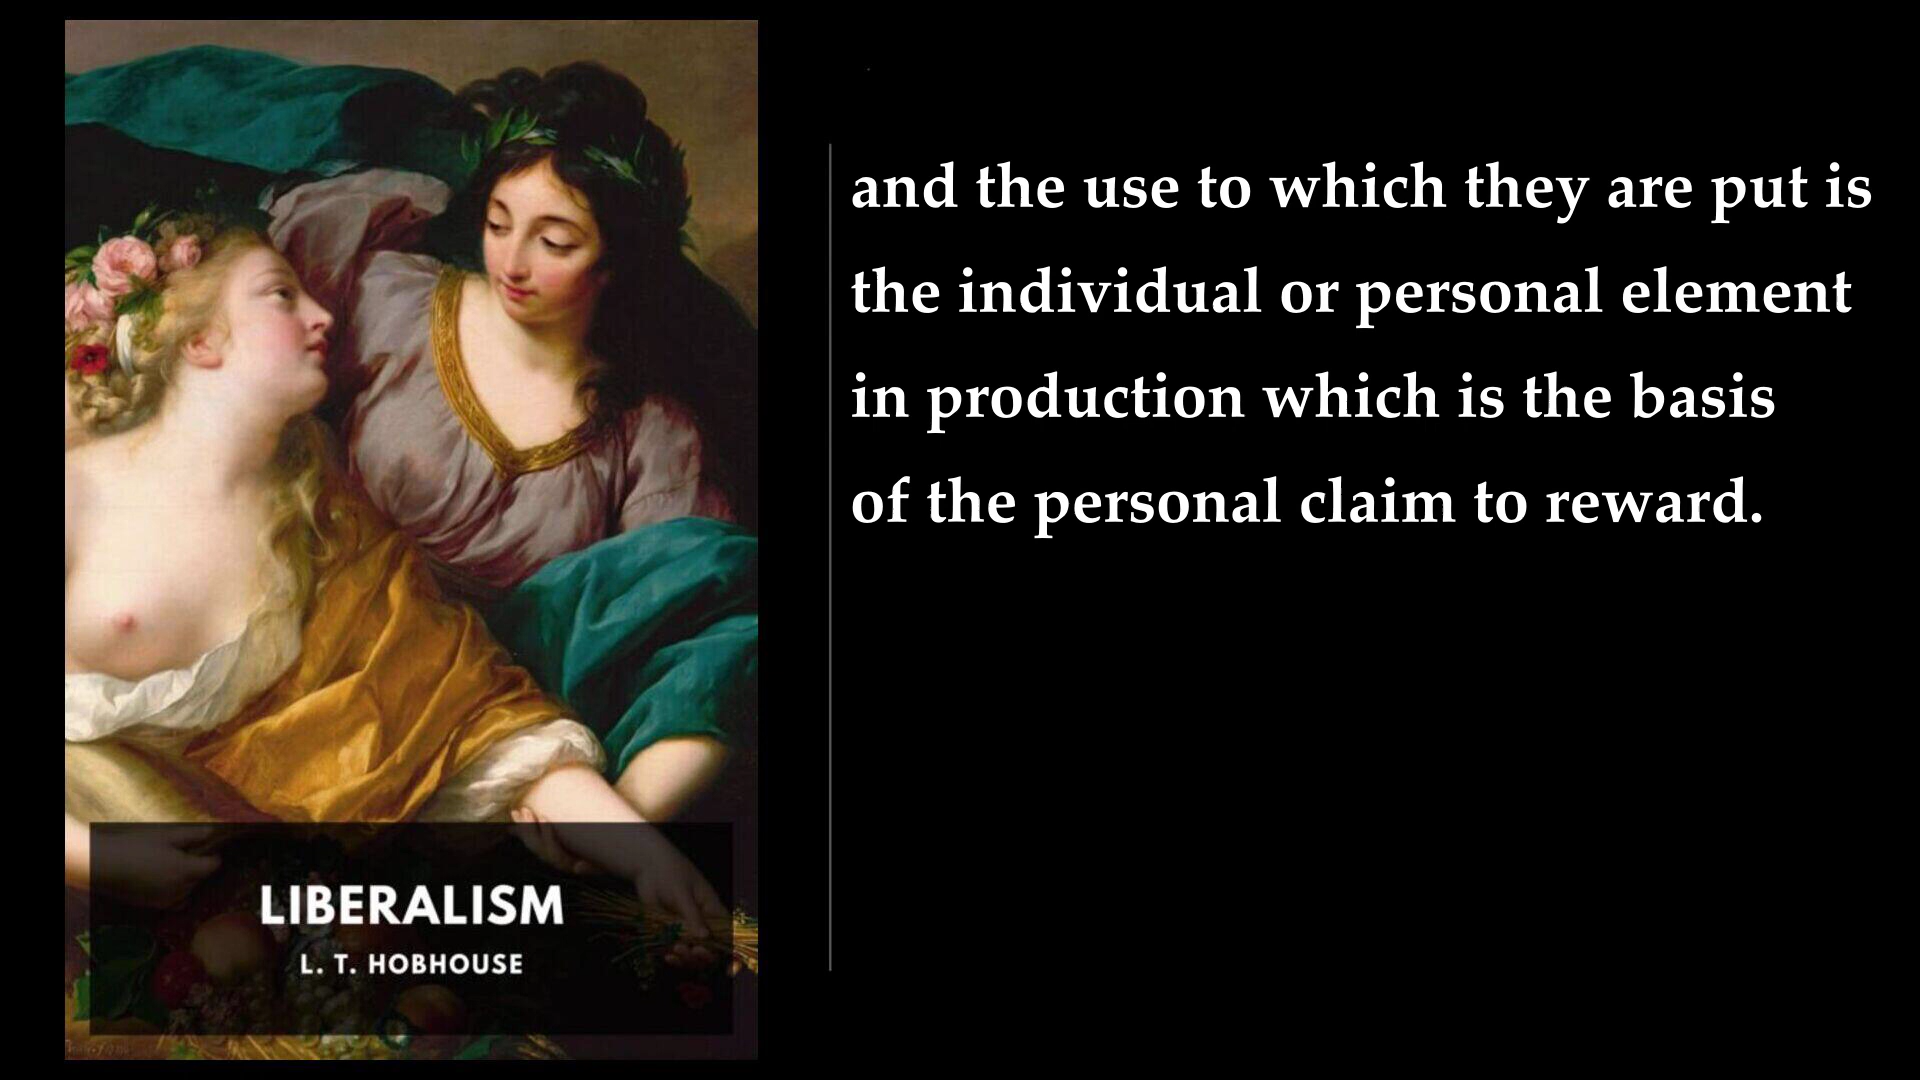 and the use to which they are put is
the individual or personal element
in production which is the basis
of the personal claim to reward.
LIBERALISM
L. T. HOBHOUSE